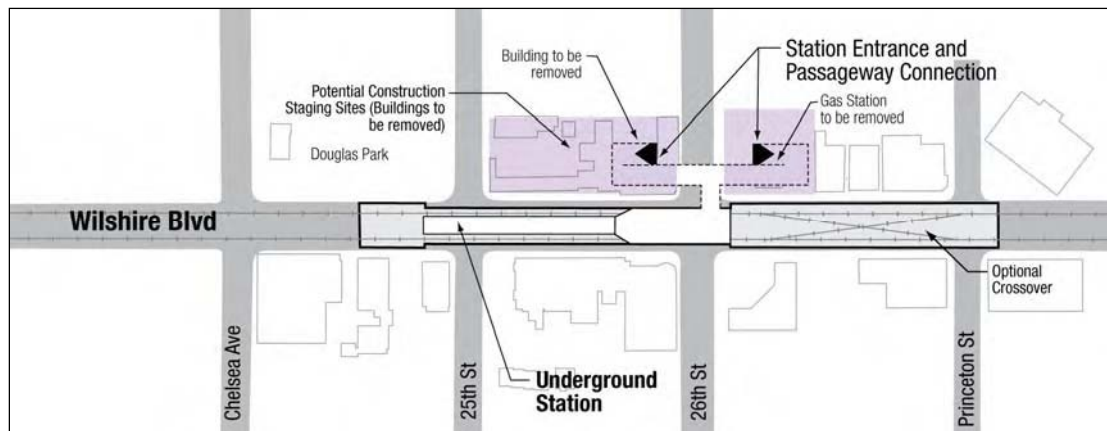 Building to be
removed
Station Entrance and
Passageway Connection
Potential Construction
Staging Sites (Buildings to
be removed)
Gas Station
to be removed
Douglas Park
Wilshire Blvd
Optional
Crossover
Underground
Station
Chelsea Ave
25th St
26th St
Princeton St